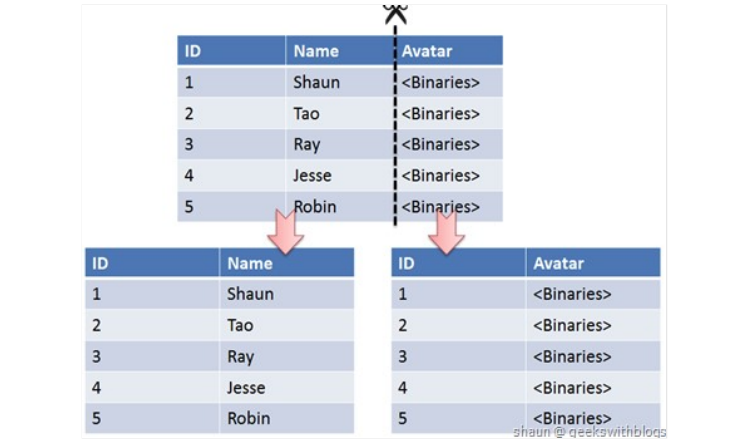 ID Name Avatar
1 Shaun <Binaries>
2 Tao <Binaries>
3 Ray <Binaries>
4 Jesse <Binaries>
5 Robin <Binaries>
ID Name
1 Shaun
2 Tao
3 Ray
4 Jesse
5 Robin
ID Avatar
1 <Binaries>
2 <Binaries>
3 <Binaries>
4 <Binaries>
5 <Binaries>
shaun @ geekswithblogs